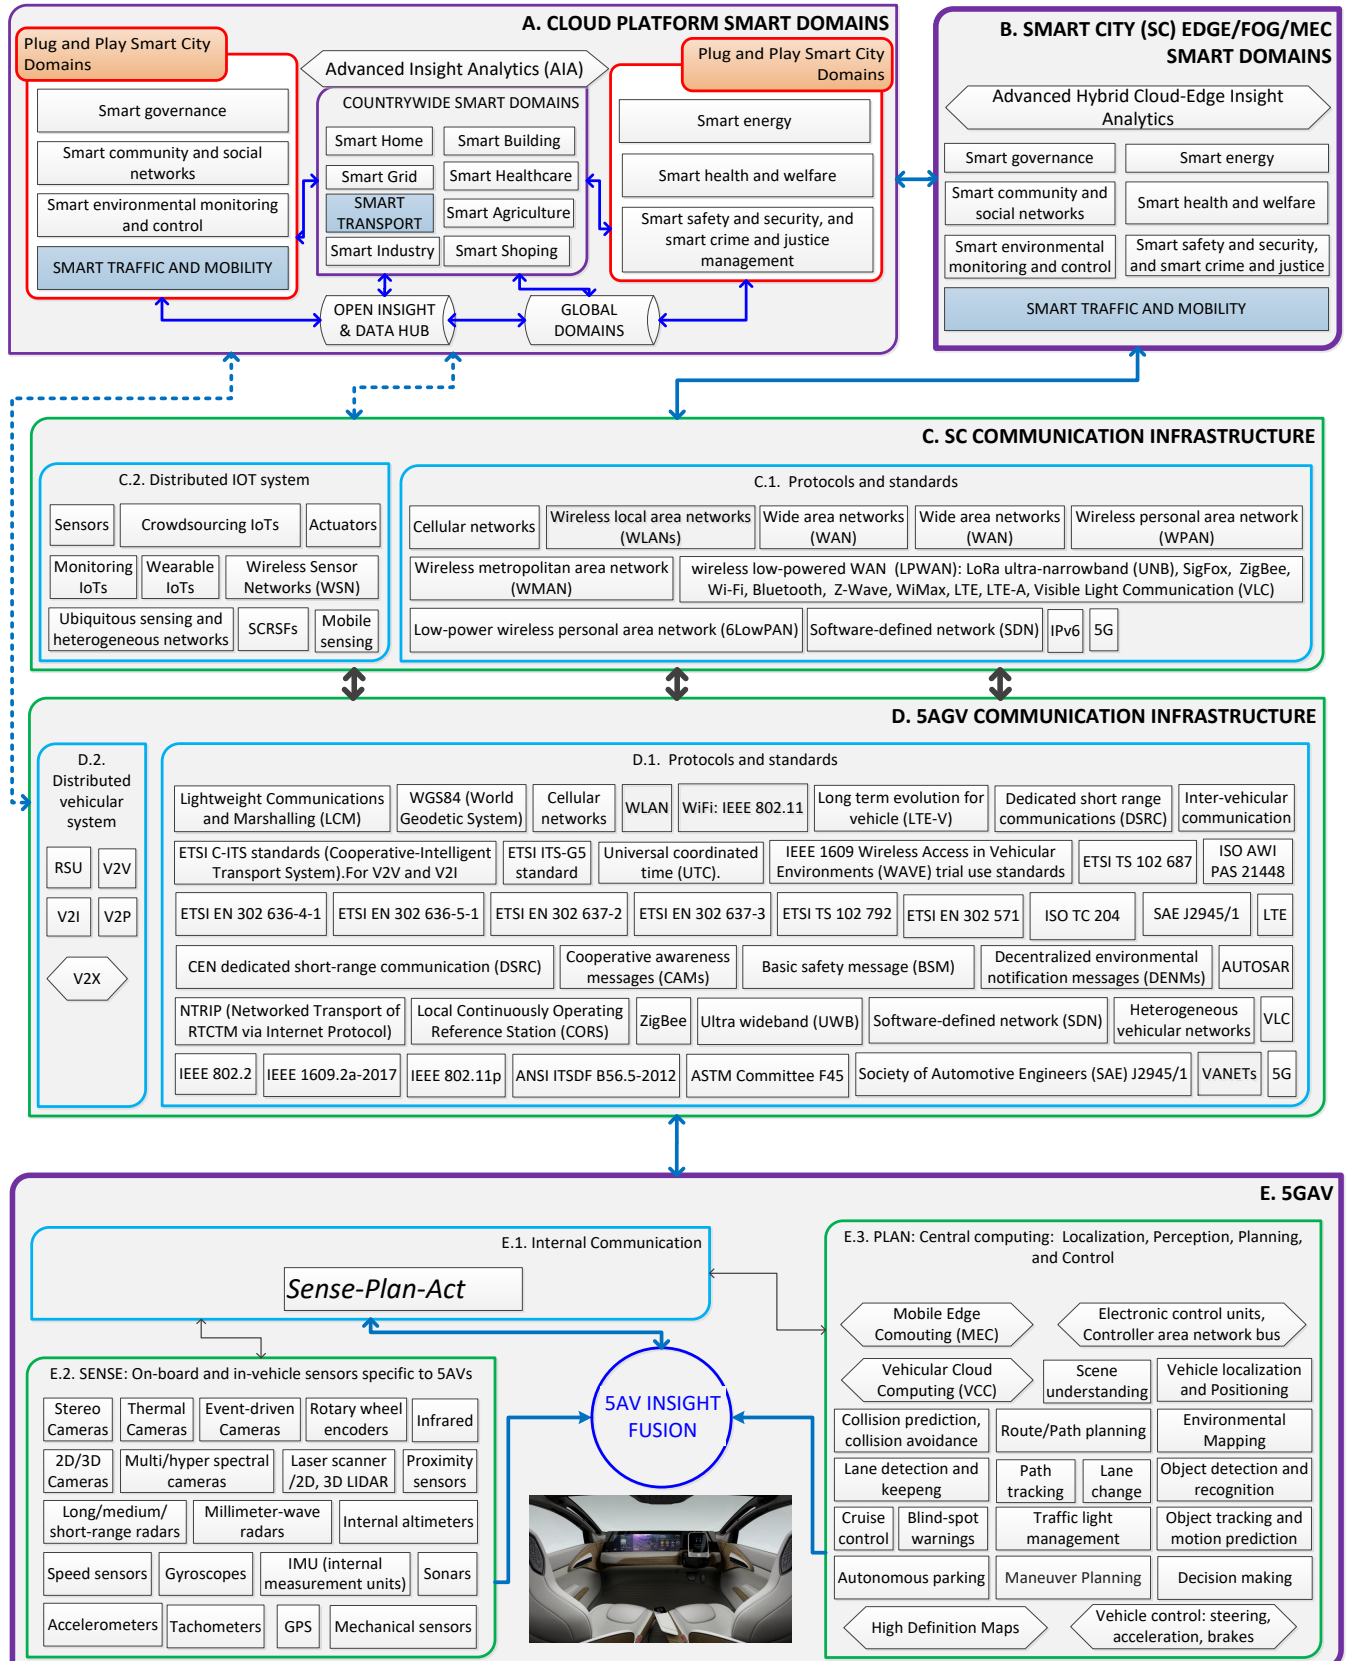 A. CLOUD PLATFORM SMART DOMAINS
Plug and Play Smart City
Domains
Smart governance
Smart community and social
networks
Smart environmental monitoring
and control
SMART TRAFFIC AND MOBILITY
Advanced Insight Analytics (AIA)
COUNTRYWIDE SMART DOMAINS
Smart Home
Smart Building
Smart Grid
Smart Healthcare
SMART
TRANSPORT
Smart Agriculture
Smart Industry
Smart Shoping
Plug and Play Smart City
Domains
Smart energy
Smart health and welfare
Smart safety and security, and
smart crime and justice
management
OPEN INSIGHT
& DATA HUB
GLOBAL
DOMAINS
B. SMART CITY (SC) EDGE/FOG/MEC
SMART DOMAINS
Advanced Hybrid Cloud-Edge Insight
Analytics
Smart governance
Smart energy
Smart community and
social networks
Smart health and welfare
Smart environmental
monitoring and control
Smart safety and security,
and smart crime and justice
SMART TRAFFIC AND MOBILITY
C. SC COMMUNICATION INFRASTRUCTURE
C.2. Distributed IOT system
Sensors
Crowdsourcing IoTs
Actuators
Monitoring
IoTs
Wearable
IoTs
Wireless Sensor
Networks (WSN)
Ubiquitous sensing and
heterogeneous networks
SCRSFs
Mobile
sensing
C.1.  Protocols and standards
Cellular networks
Wireless local area networks
(WLANs)
Wide area networks
(WAN)
Wide area networks
(WAN)
Wireless personal area network
(WPAN)
Wireless metropolitan area network
(WMAN)
wireless low-powered WAN  (LPWAN): LoRa ultra-narrowband (UNB), SigFox,  ZigBee,
Wi-Fi, Bluetooth,  Z-Wave, WiMax, LTE, LTE-A, Visible Light Communication (VLC)
Low-power wireless personal area network (6LowPAN)
Software-defined network (SDN)
IPv6
5G
D. 5AGV COMMUNICATION INFRASTRUCTURE
D.2.
Distributed
vehicular
system
RSU
V2V
V2I
V2P
V2X
D.1.  Protocols and standards
Lightweight Communications
and Marshalling (LCM)
WGS84 (World
Geodetic System)
Cellular
networks
WLAN
WiFi: IEEE 802.11
Long term evolution for
vehicle (LTE-V)
Dedicated short range
communications (DSRC)
Inter-vehicular
communication
ETSI C-ITS standards (Cooperative-Intelligent
Transport System).For V2V and V2I
ETSI ITS-G5
standard
Universal coordinated
time (UTC).
IEEE 1609 Wireless Access in Vehicular
Environments (WAVE) trial use standards
ETSI TS 102 687
ISO AWI
PAS 21448
ETSI EN 302 636-4-1
ETSI EN 302 636-5-1
ETSI EN 302 637-2
ETSI EN 302 637-3
ETSI TS 102 792
ETSI EN 302 571
ISO TC 204
SAE J2945/1
LTE
CEN dedicated short-range communication (DSRC)
Cooperative awareness
messages (CAMs)
Basic safety message (BSM)
Decentralized environmental
notification messages (DENMs)
AUTOSAR
NTRIP (Networked Transport of
RTCTM via Internet Protocol)
Local Continuously Operating
Reference Station (CORS)
ZigBee
Ultra wideband (UWB)
Software-defined network (SDN)
Heterogeneous
vehicular networks
VLC
IEEE 802.2
IEEE 1609.2a-2017
IEEE 802.11p
ANSI ITSDF B56.5-2012
ASTM Committee F45
Society of Automotive Engineers (SAE) J2945/1
VANETs
5G
E. 5GAV
E.1. Internal Communication
Sense-Plan-Act
E.2. SENSE: On-board and in-vehicle sensors specific to 5AVs
Stereo
Cameras
Thermal
Cameras
Event-driven
Cameras
Rotary wheel
encoders
Infrared
2D/3D
Cameras
Multi/hyper spectral
cameras
Laser scanner
/2D, 3D LIDAR
Proximity
sensors
Long/medium/
short-range radars
Millimeter-wave
radars
Internal altimeters
Speed sensors
Gyroscopes
IMU (internal
measurement units)
Sonars
Accelerometers
Tachometers
GPS
Mechanical sensors
5AV INSIGHT
FUSION
E.3. PLAN: Central computing:  Localization, Perception, Planning,
and Control
Mobile Edge
Comouting (MEC)
Electronic control units,
Controller area network bus
Vehicular Cloud
Computing (VCC)
Scene
understanding
Vehicle localization
and Positioning
Collision prediction,
collision avoidance
Route/Path planning
Environmental
Mapping
Lane detection and
keepeng
Path
tracking
Lane
change
Object detection and
recognition
Cruise
control
Blind-spot
warnings
Traffic light
management
Object tracking and
motion prediction
Autonomous parking
Maneuver Planning
Decision making
High Definition Maps
Vehicle control: steering,
acceleration, brakes